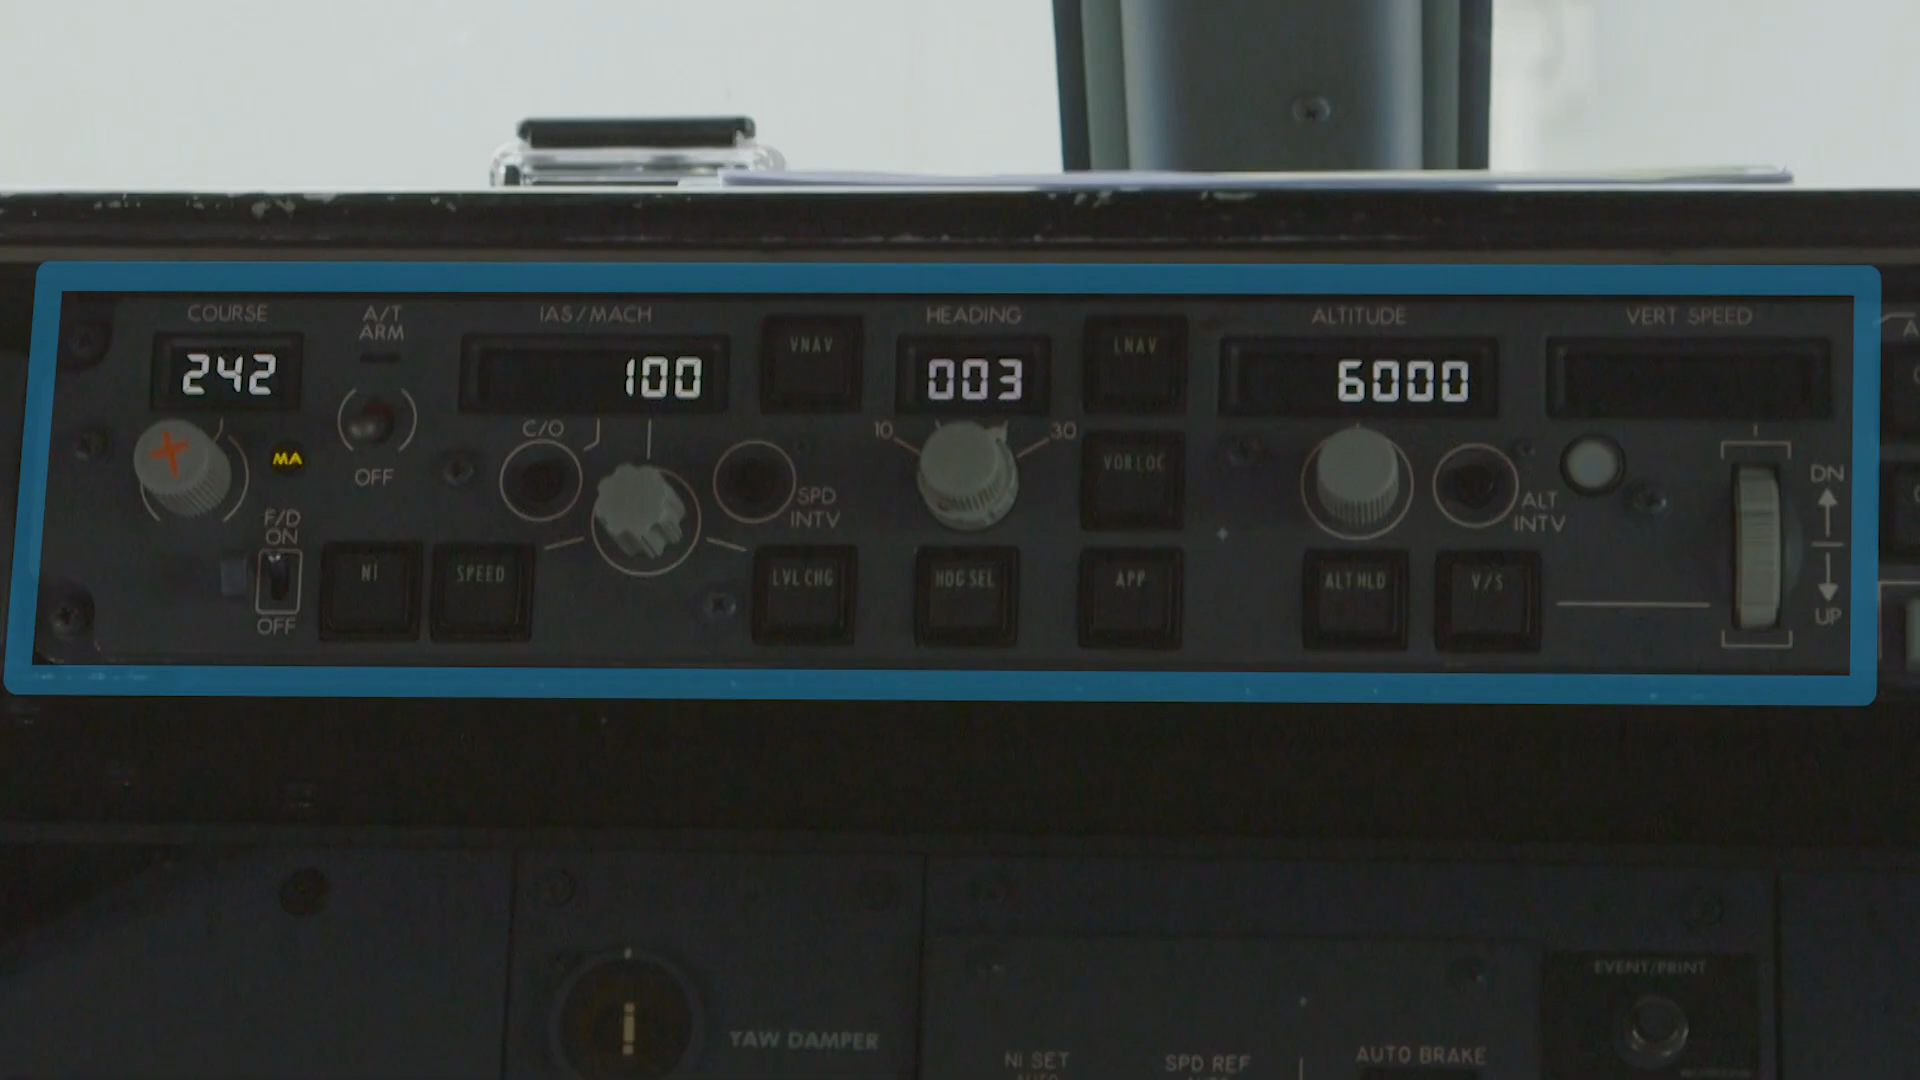 COURSE
A/T
ARM
IAS/MACH
VNAV
HEADING
LNAV
ALTITUDE
VERT SPEED
A
242
100
003
6000
C/O
10
30
MA
OFF
VOR LOC
SPD
INTV
ALT
INTV
DN
F/D
ON
OFF
N1
SPEED
LVL CHG
HDG SEL
APP
ALT HLD
V/S
UP
YAW DAMPER
N1 SET
AUTO
SPD REF
AUTO BRAKE
EVENT/PRINT